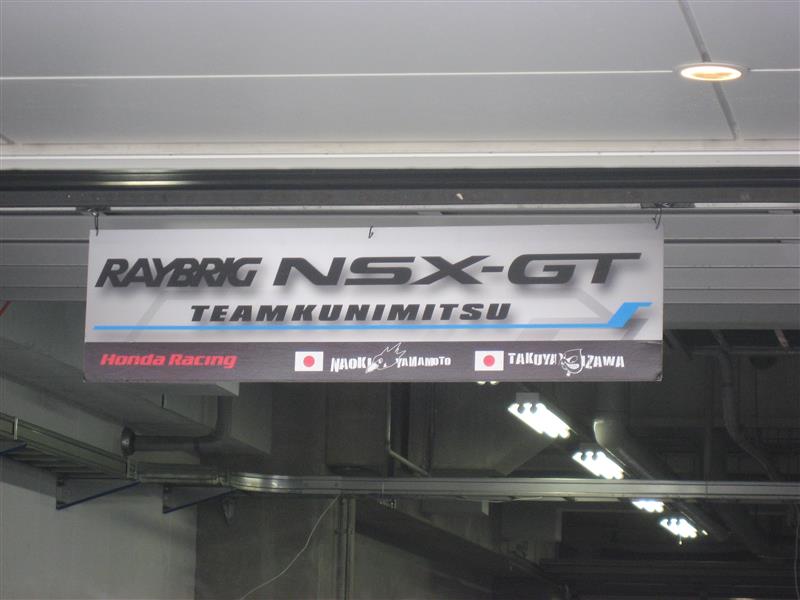 RAYBRIG NSX-GT
TEAMKUNIMITSU
Honda Racing NAOKI YAMAMOTO TAKUYA IZAWA